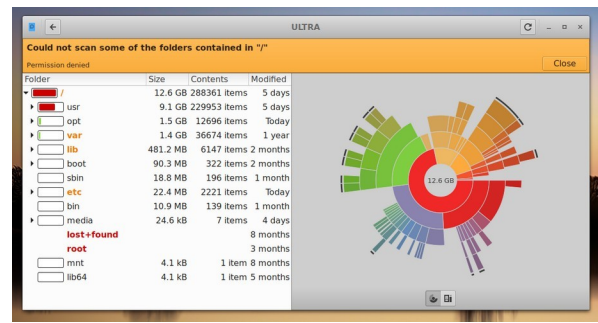 ULTRA
Could not scan some of the folders contained in "/"
Permission denied
Close
Folder Size Contents Modified
/ 12.6 GB 288361 items 5 days
usr 9.1 GB 229953 items 5 days
opt 1.5 GB 12696 items Today
var 1.4 GB 36674 items 1 year
lib 481.2 MB 6147 items 2 months
boot 90.3 MB 322 items 2 months
sbin 18.8 MB 196 items 1 month
etc 22.4 MB 2221 items Today
bin 10.9 MB 139 items 1 month
media 24.6 kB 7 items 4 days
lost+found 8 months
root 3 months
mnt 4.1 kB 1 item 8 months
lib64 4.1 kB 1 item 5 months
12.6 GB